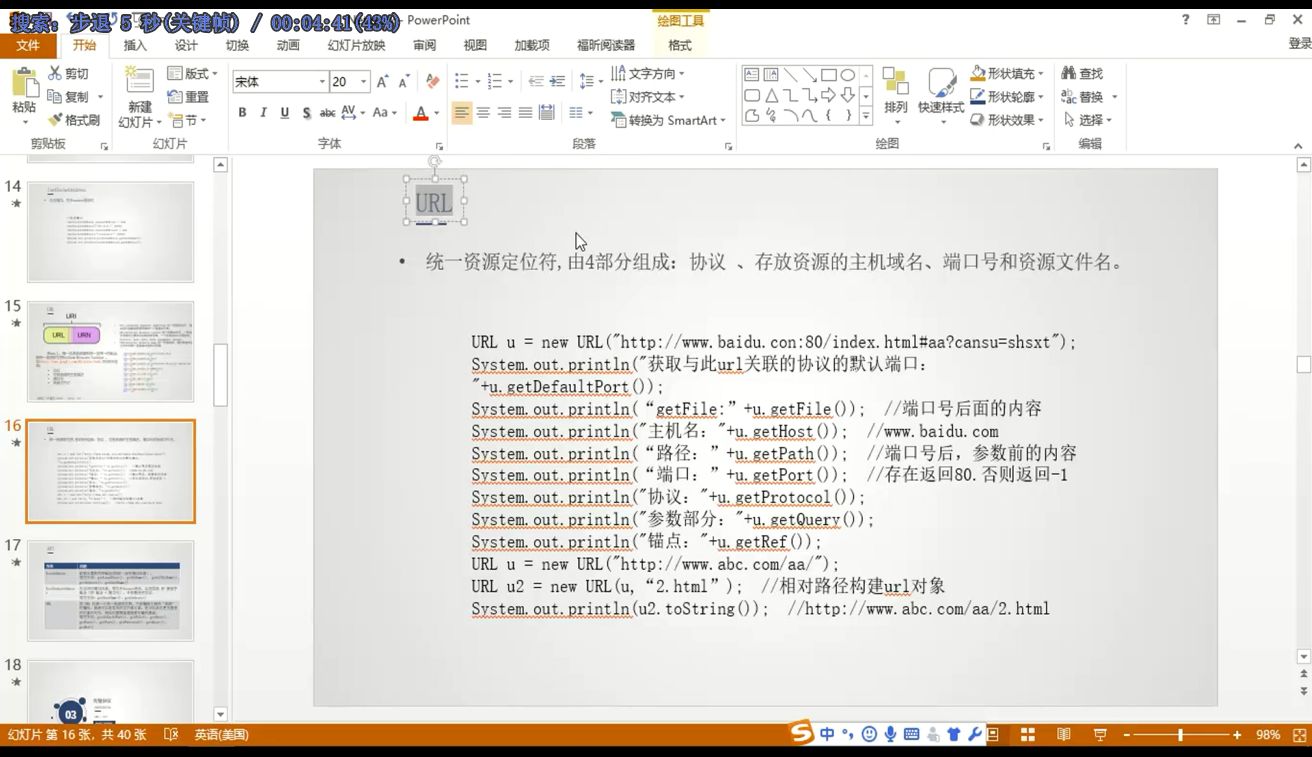 搜索: 步退 5 秒(关键帧) / 00:04:41(43%)
- PowerPoint
绘图工具
文件 开始 插入 设计 切换 动画 幻灯片放映 审阅 视图 加载项 福昕阅读器 格式 登录
粘贴
剪切
复制
格式刷
新建
幻灯片
版式
重置
节
宋体 20
文字方向
对齐文本
转换为 SmartArt
排列
快速样式
形状填充
形状轮廓
形状效果
查找
替换
选择
剪贴板 幻灯片 字体 段落 绘图 编辑
14
15
URI
URL URN
16
17
18
03
URL
• 统一资源定位符,由4部分组成：协议 、存放资源的主机域名、端口号和资源文件名。
URL u = new URL("http://www.baidu.con:80/index.html#aa?cansu=shsxt");
System.out.println("获取与此url关联的协议的默认端口：
"+u.getDefaultPort());
System.out.println(“getFile:”+u.getFile()); //端口号后面的内容
System.out.println("主机名："+u.getHost()); //www.baidu.com
System.out.println(“路径：”+u.getPath()); //端口号后，参数前的内容
System.out.println(“端口：”+u.getPort()); //存在返回80.否则返回-1
System.out.println("协议："+u.getProtocol());
System.out.println("参数部分："+u.getQuery());
System.out.println("锚点："+u.getRef());
URL u = new URL("http://www.abc.com/aa/");
URL u2 = new URL(u,“2.html”); //相对路径构建url对象
System.out.println(u2.toString()); //http://www.abc.com/aa/2.html
幻灯片 第 16 张，共 40 张 英语(美国) 中 98%